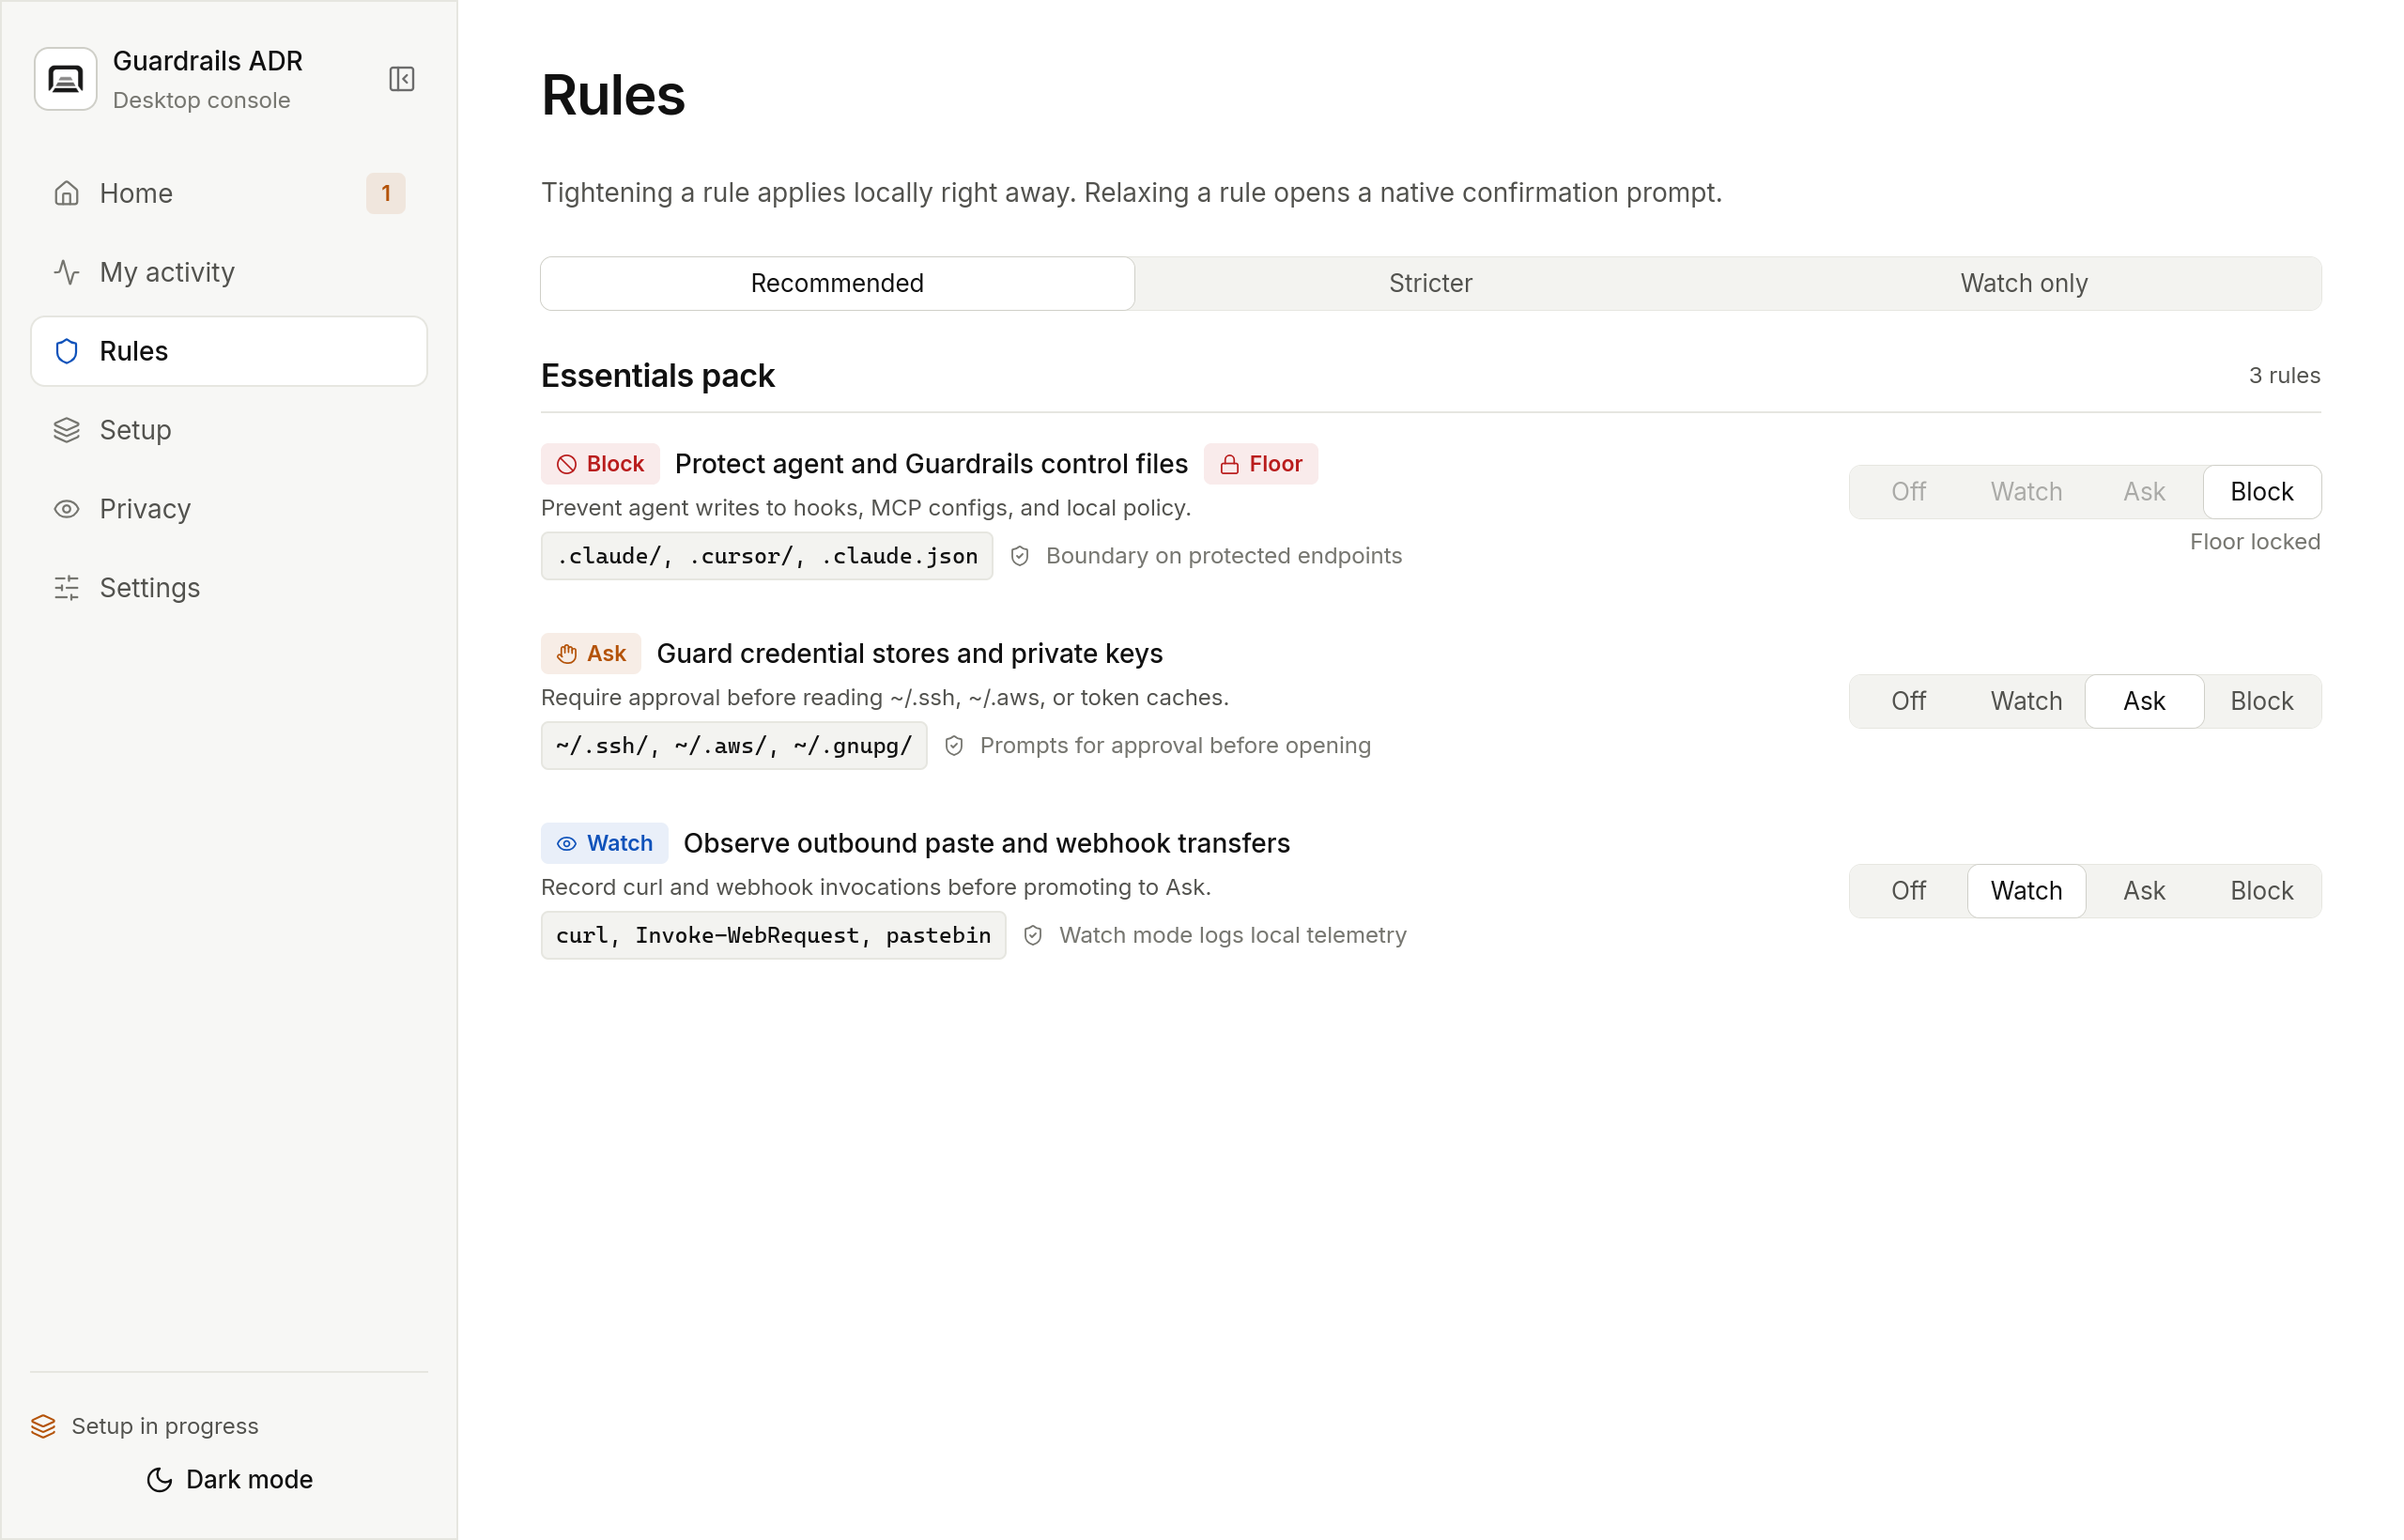 Guardrails ADR
Desktop console
Home 1
My activity
Rules
Setup
Privacy
Settings
Setup in progress
Dark mode
Rules
Tightening a rule applies locally right away. Relaxing a rule opens a native confirmation prompt.
Recommended Stricter Watch only
Essentials pack 3 rules
Block Protect agent and Guardrails control files Floor
Prevent agent writes to hooks, MCP configs, and local policy.
.claude/, .cursor/, .claude.json Boundary on protected endpoints
Off Watch Ask Block
Floor locked
Ask Guard credential stores and private keys
Require approval before reading ~/.ssh, ~/.aws, or token caches.
~/.ssh/, ~/.aws/, ~/.gnupg/ Prompts for approval before opening
Off Watch Ask Block
Watch Observe outbound paste and webhook transfers
Record curl and webhook invocations before promoting to Ask.
curl, Invoke-WebRequest, pastebin Watch mode logs local telemetry
Off Watch Ask Block